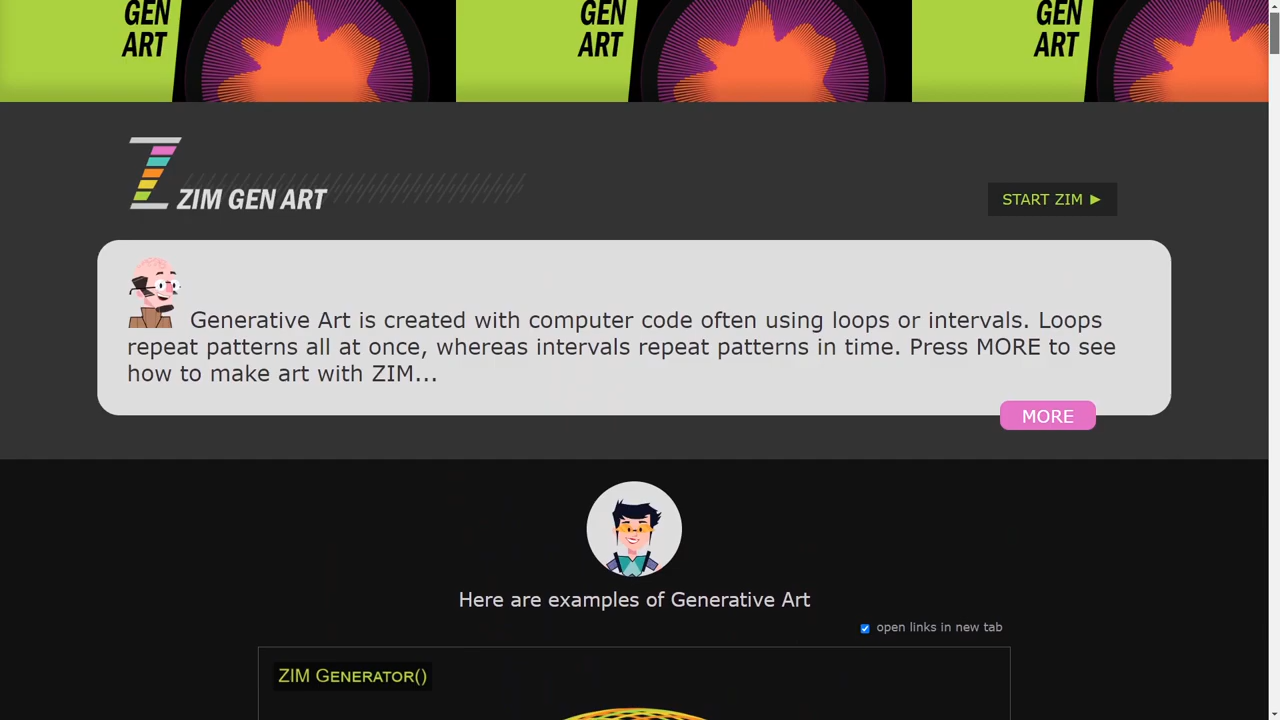 GEN
ART
GEN
ART
GEN
ART
ZIM GEN ART
START ZIM ►
Generative Art is created with computer code often using loops or intervals. Loops
repeat patterns all at once, whereas intervals repeat patterns in time. Press MORE to see
how to make art with ZIM...
MORE
Here are examples of Generative Art
open links in new tab
ZIM GENERATOR()